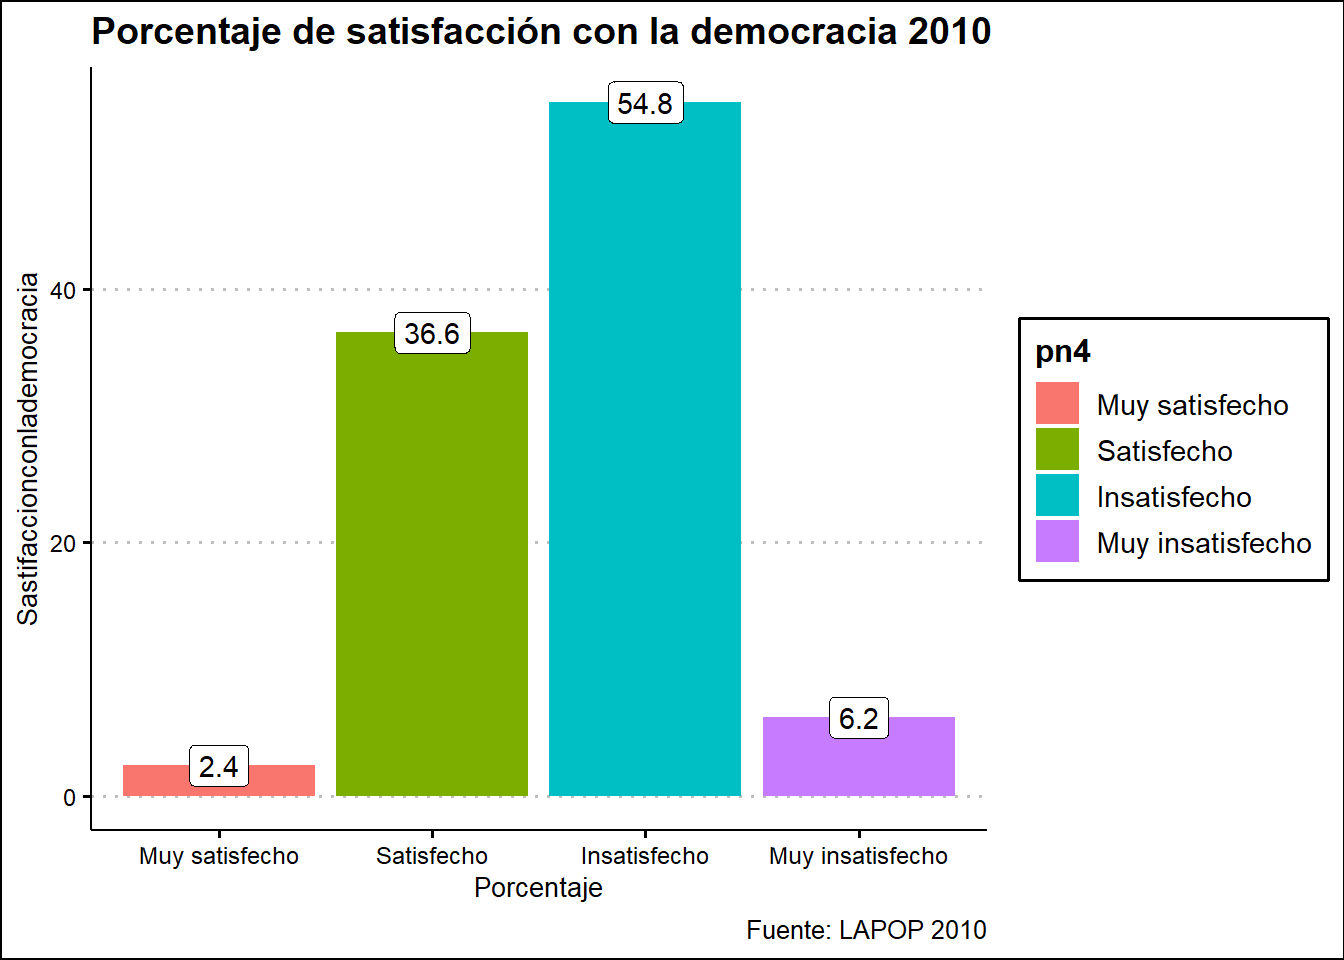 Porcentaje de satisfacción con la democracia 2010
Sastifaccionconlademocracia
40
20
0
2.4
36.6
54.8
6.2
Muy satisfecho
Satisfecho
Insatisfecho
Muy insatisfecho
Porcentaje
Fuente: LAPOP 2010
pn4
Muy satisfecho
Satisfecho
Insatisfecho
Muy insatisfecho